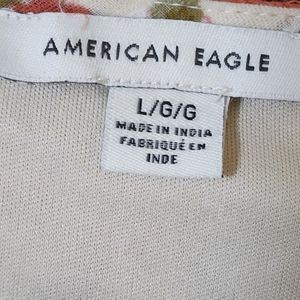 AMERICAN EAGLE
L/G/G
MADE IN INDIA
FABRIQUÉ EN
INDE